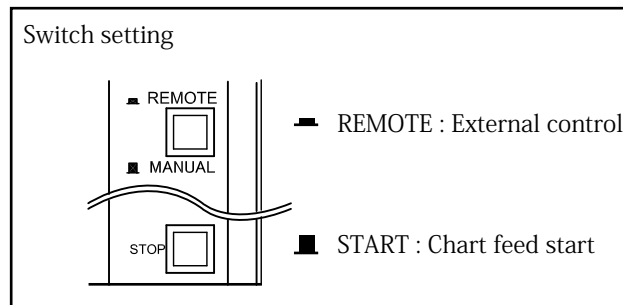 Switch setting
REMOTE
REMOTE : External control
MANUAL
STOP
START : Chart feed start